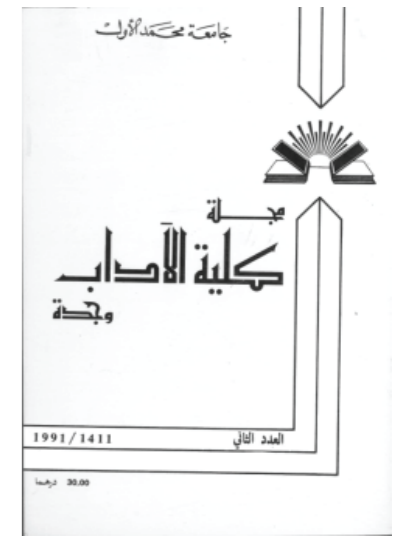 جامعة محمد الأول
مجلة
كلية الآداب
وجدة
العدد الثاني 1991/1411
30,00 درهما